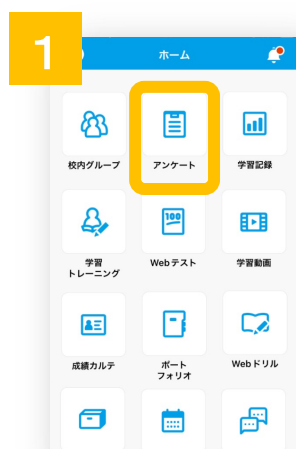 1
ホーム
校内グループ
アンケート
学習記録
学習
トレーニング
100
Webテスト
学習動画
成績カルテ
ポート
フォリオ
Webドリル